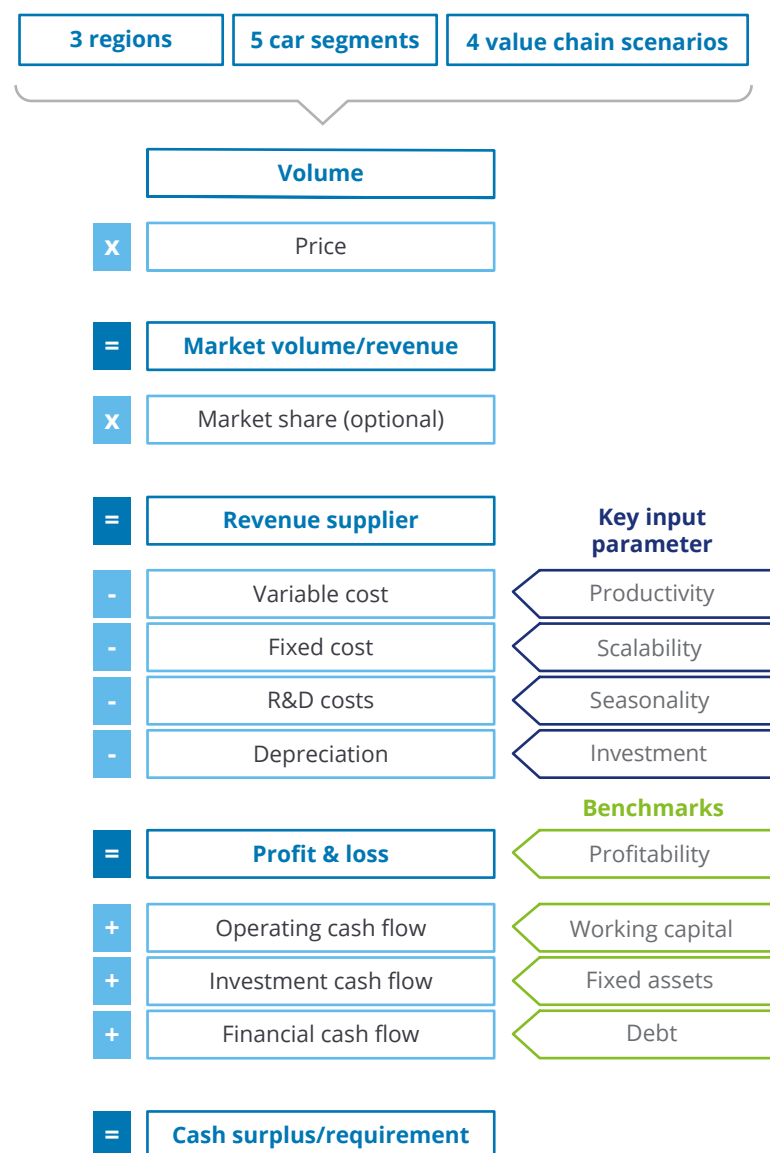 3 regions
5 car segments
4 value chain scenarios
Volume
x Price
= Market volume/revenue
x Market share (optional)
= Revenue supplier
Key input
parameter
- Variable cost Productivity
- Fixed cost Scalability
- R&D costs Seasonality
- Depreciation Investment
Benchmarks
= Profit & loss Profitability
+ Operating cash flow Working capital
+ Investment cash flow Fixed assets
+ Financial cash flow Debt
= Cash surplus/requirement